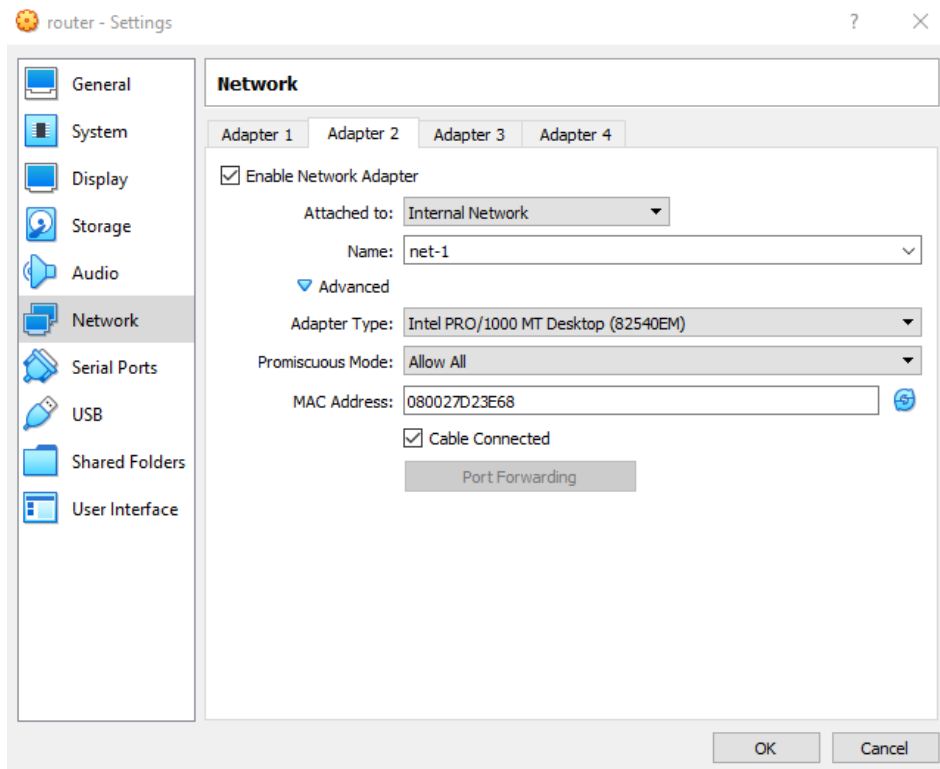 router - Settings
?
General
System
Display
Storage
Audio
Network
Serial Ports
USB
Shared Folders
User Interface
Network
Adapter 1 Adapter 2 Adapter 3 Adapter 4
Enable Network Adapter
Attached to: Internal Network
Name: net-1
Advanced
Adapter Type: Intel PRO/1000 MT Desktop (82540EM)
Promiscuous Mode: Allow All
MAC Address: 080027D23E68
Cable Connected
Port Forwarding
OK Cancel